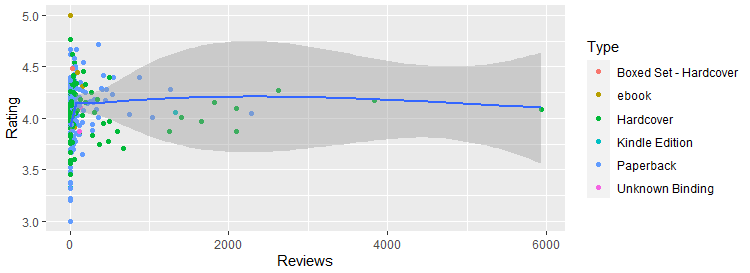 5.0
4.5
4.0
3.5
3.0
Rating
0
2000
4000
6000
Reviews
Type
Boxed Set - Hardcover
ebook
Hardcover
Kindle Edition
Paperback
Unknown Binding